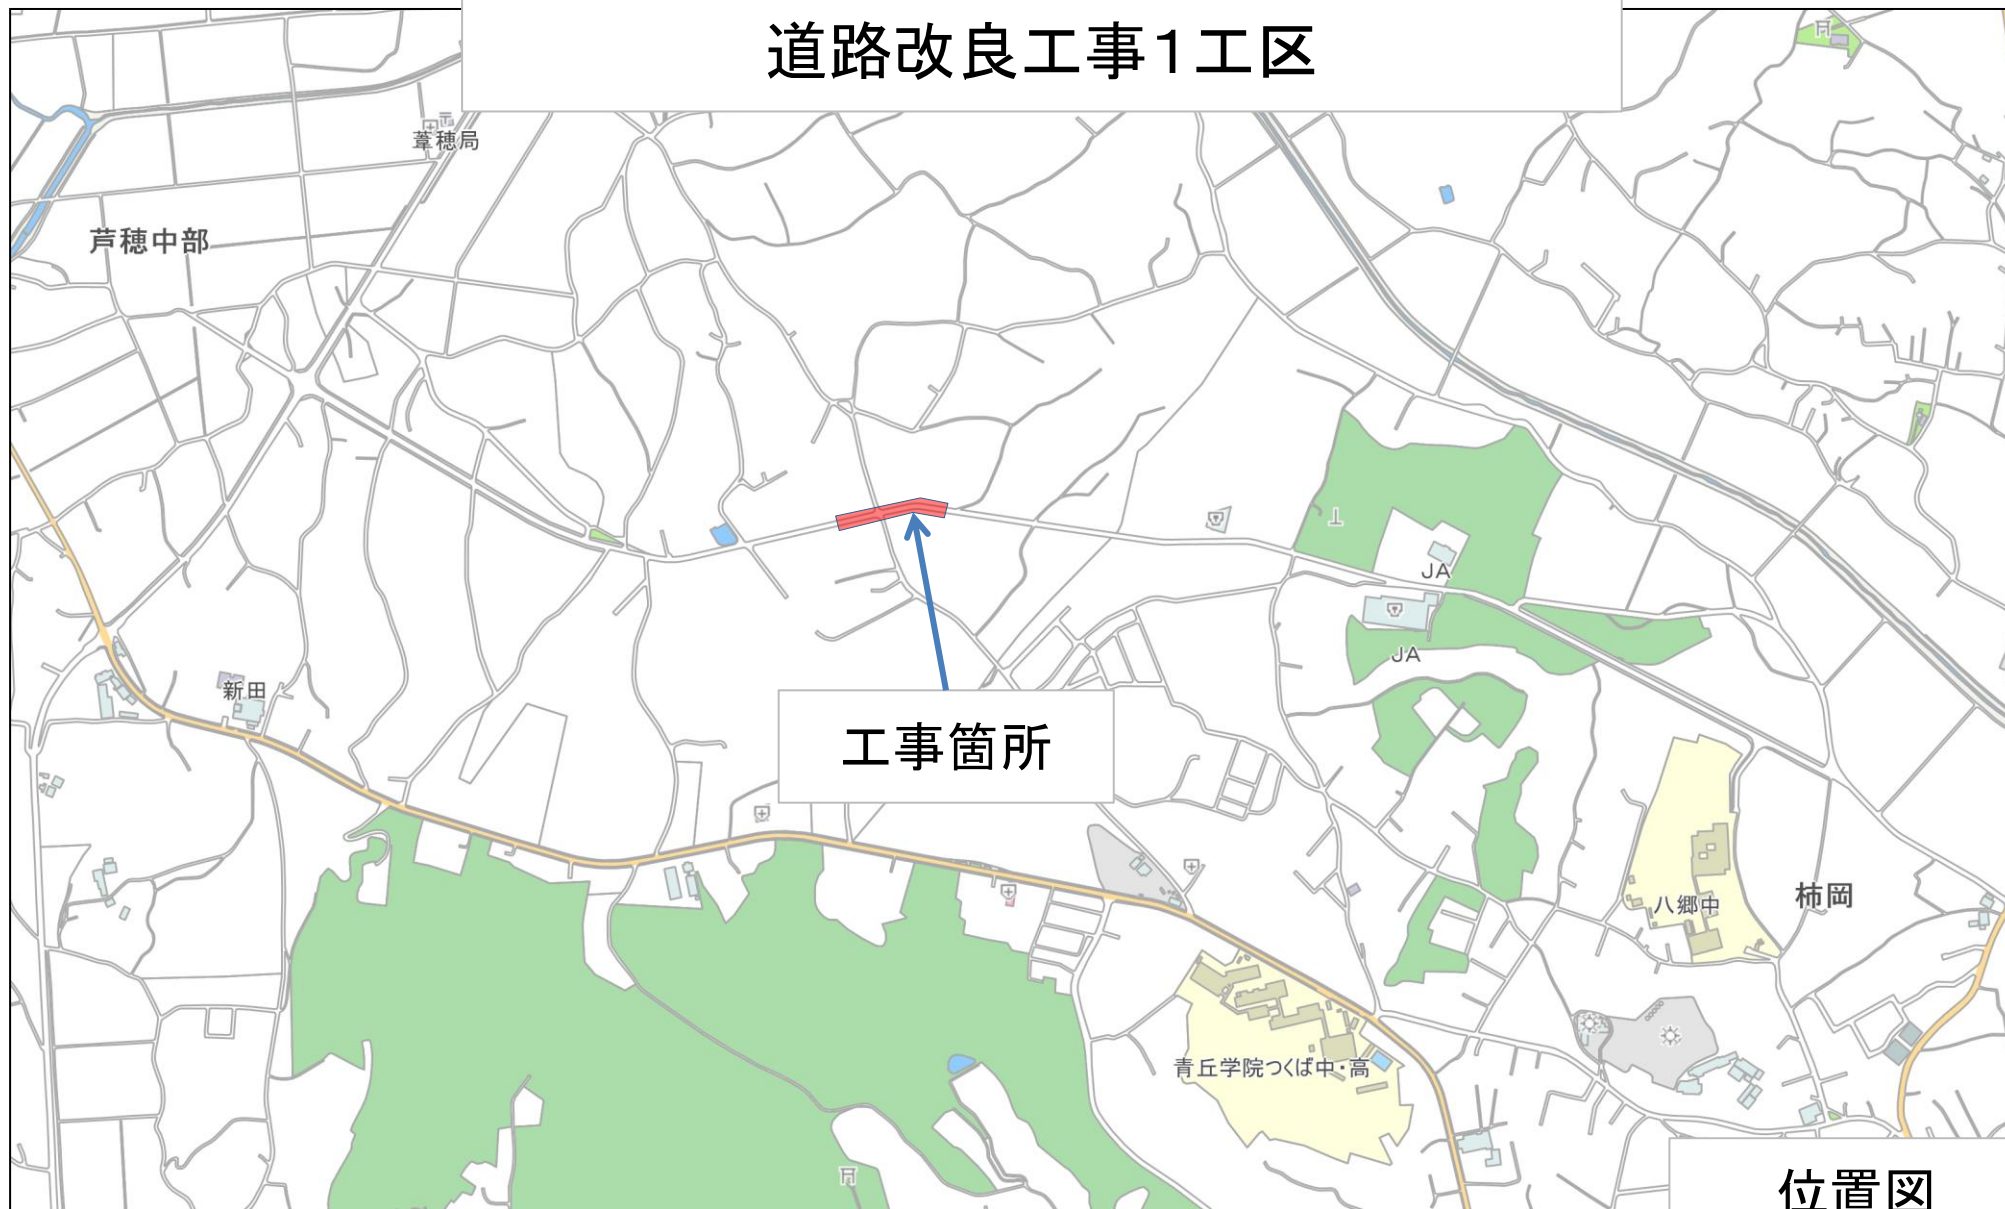 道路改良工事1工区
葦穂局
芦穂中部
JA
JA
新田
工事箇所
八郷中
柿岡
青丘学院つくば中・高
位置図